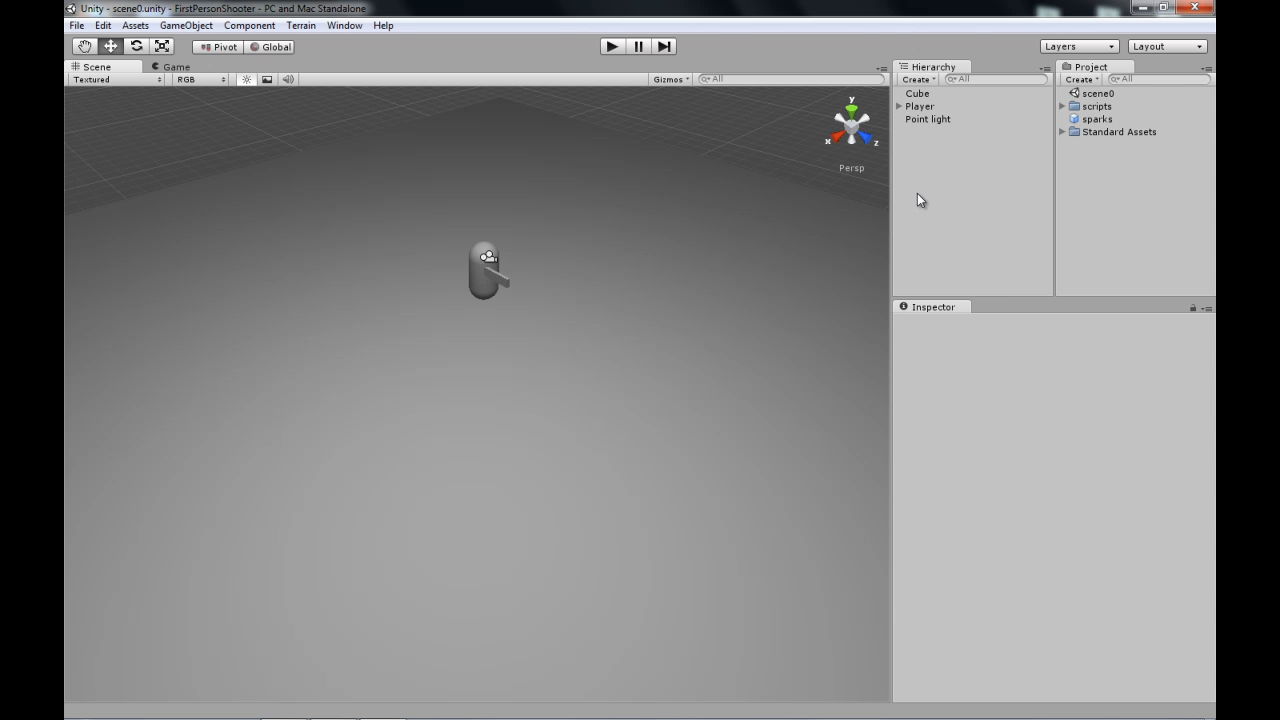 Unity - scene0.unity - FirstPersonShooter - PC and Mac Standalone
File Edit Assets GameObject Component Terrain Window Help
Pivot Global Layers Layout
Scene Game Hierarchy Project
Textured RGB Gizmos All Create All Create All
Cube scene0
Player scripts
Point light sparks
Standard Assets
y
x z
Persp
Inspector